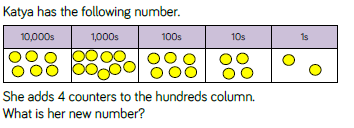 Katya has the following number.
10,000s 1,000s 100s 10s 1s
She adds 4 counters to the hundreds column.
What is her new number?